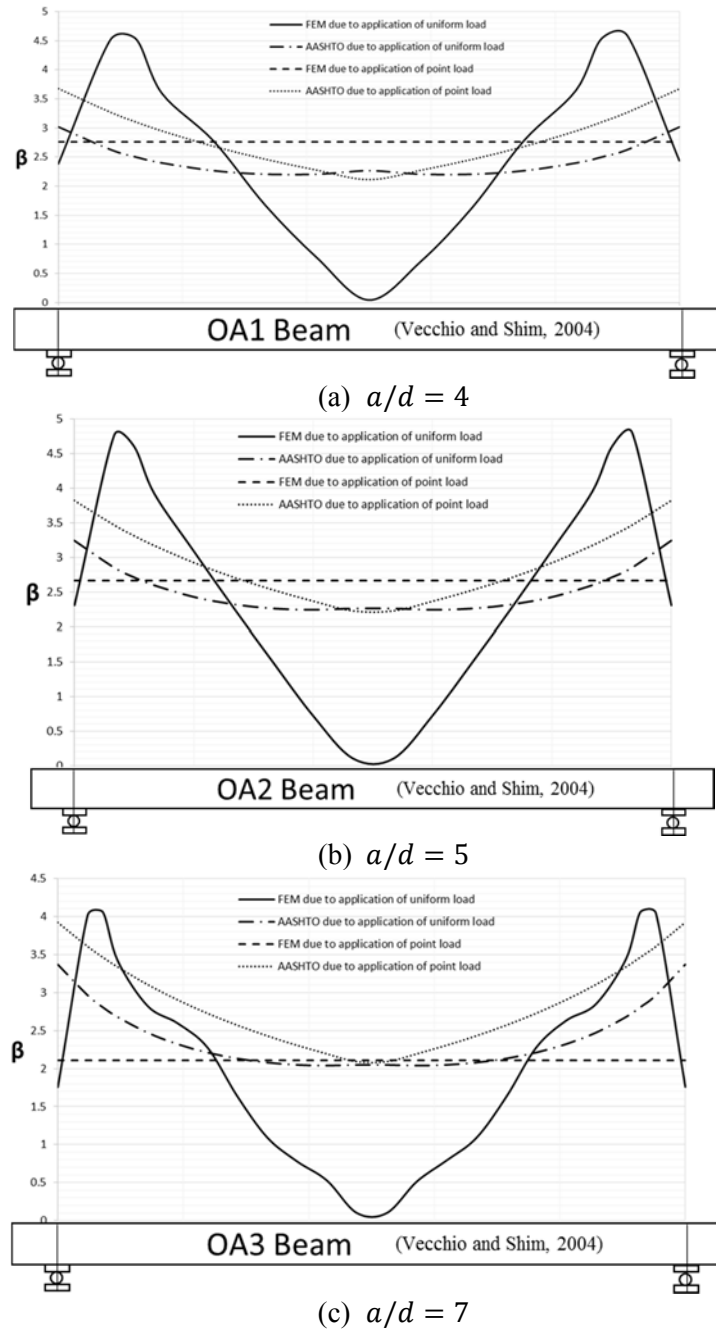 5
4.5
4
3.5
3
2.5
2
1.5
1
0.5
0
β
FEM due to application of uniform load
AASHTO due to application of uniform load
FEM due to application of point load
AASHTO due to application of point load
OA1 Beam (Vecchio and Shim, 2004)
(a) a/d = 4
5
4.5
4
3.5
3
2.5
2
1.5
1
0.5
0
β
FEM due to application of uniform load
AASHTO due to application of uniform load
FEM due to application of point load
AASHTO due to application of point load
OA2 Beam (Vecchio and Shim, 2004)
(b) a/d = 5
4.5
4
3.5
3
2.5
2
1.5
1
0.5
0
β
FEM due to application of uniform load
AASHTO due to application of uniform load
FEM due to application of point load
AASHTO due to application of point load
OA3 Beam (Vecchio and Shim, 2004)
(c) a/d = 7